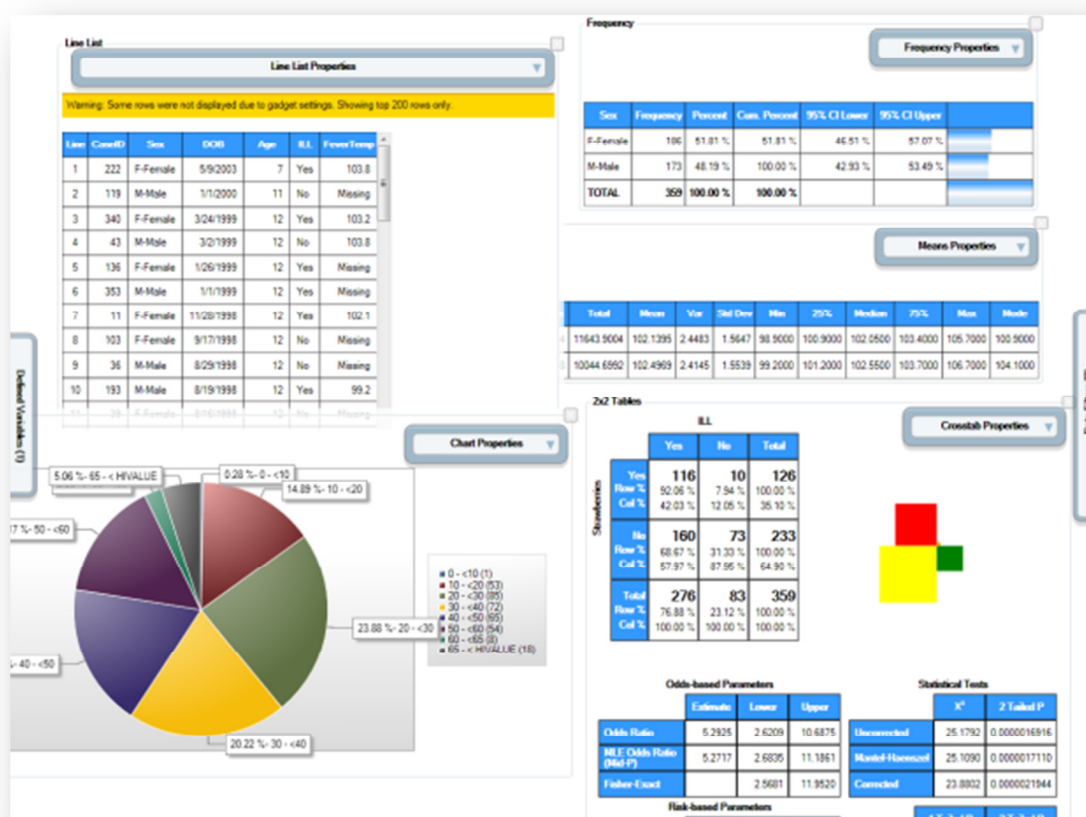 Line List
Line List Properties
Warning: Some rows were not displayed due to gadget settings. Showing top 200 rows only.
Line CaseID Sex DOB Age ILL FeverTemp
1 222 F-Female 5/9/2003 7 Yes 103.8
2 119 M-Male 1/1/2000 11 No Missing
3 340 F-Female 3/24/1999 12 Yes 103.2
4 43 M-Male 3/2/1999 12 No 103.8
5 136 F-Female 1/26/1999 12 Yes Missing
6 353 M-Male 1/1/1999 12 Yes Missing
7 11 F-Female 11/28/1998 12 Yes 102.1
8 103 F-Female 9/17/1998 12 No Missing
9 36 M-Male 8/29/1998 12 No Missing
10 193 M-Male 8/19/1998 12 Yes 99.2
Frequency
Frequency Properties
Sex Frequency Percent Cum. Percent 95% CI Lower 95% CI Upper
F-Female 186 51.81 % 51.81 % 46.51 % 57.07 %
M-Male 173 48.19 % 100.00 % 42.93 % 53.49 %
TOTAL 359 100.00 % 100.00 %
Means Properties
Total Mean Var Std Dev Min 25% Median 75% Max Mode
11643.9004 102.1395 2.4483 1.5647 98.9000 100.9000 102.0500 103.4000 105.7000 100.9000
10044.6992 102.4969 2.4145 1.5539 99.2000 101.2000 102.5500 103.7000 106.7000 104.1000
Defined Variables (1)
Chart Properties
5.06 %- 65 - < HIVALUE
0.28 %- 0 - <10
14.89 %- 10 - <20
7 %- 50 - <60
23.88 %- 20 - <30
%- 40 - <50
20.22 %- 30 - <40
0 - <10 (1)
10 - <20 (53)
20 - <30 (85)
30 - <40 (72)
40 - <50 (65)
50 - <60 (54)
60 - <65 (8)
65 - < HIVALUE (18)
2x2 Tables
Crosstab Properties
ILL
Yes No Total
Strawberries
Yes 116 10 126
Row % 92.06 % 7.94 % 100.00 %
Col % 42.03 % 12.05 % 35.10 %
No 160 73 233
Row % 68.67 % 31.33 % 100.00 %
Col % 57.97 % 87.95 % 64.90 %
Total 276 83 359
Row % 76.88 % 23.12 % 100.00 %
Col % 100.00 % 100.00 % 100.00 %
Odds-based Parameters
Estimate Lower Upper
Odds Ratio 5.2925 2.6209 10.6875
MLE Odds Ratio (Mid-P) 5.2717 2.6835 11.1861
Fisher-Exact 2.5681 11.9520
Statistical Tests
X² 2 Tailed P
Uncorrected 25.1792 0.0000016916
Mantel-Haenszel 25.1090 0.0000017110
Corrected 23.8802 0.0000021944
Risk-based Parameters